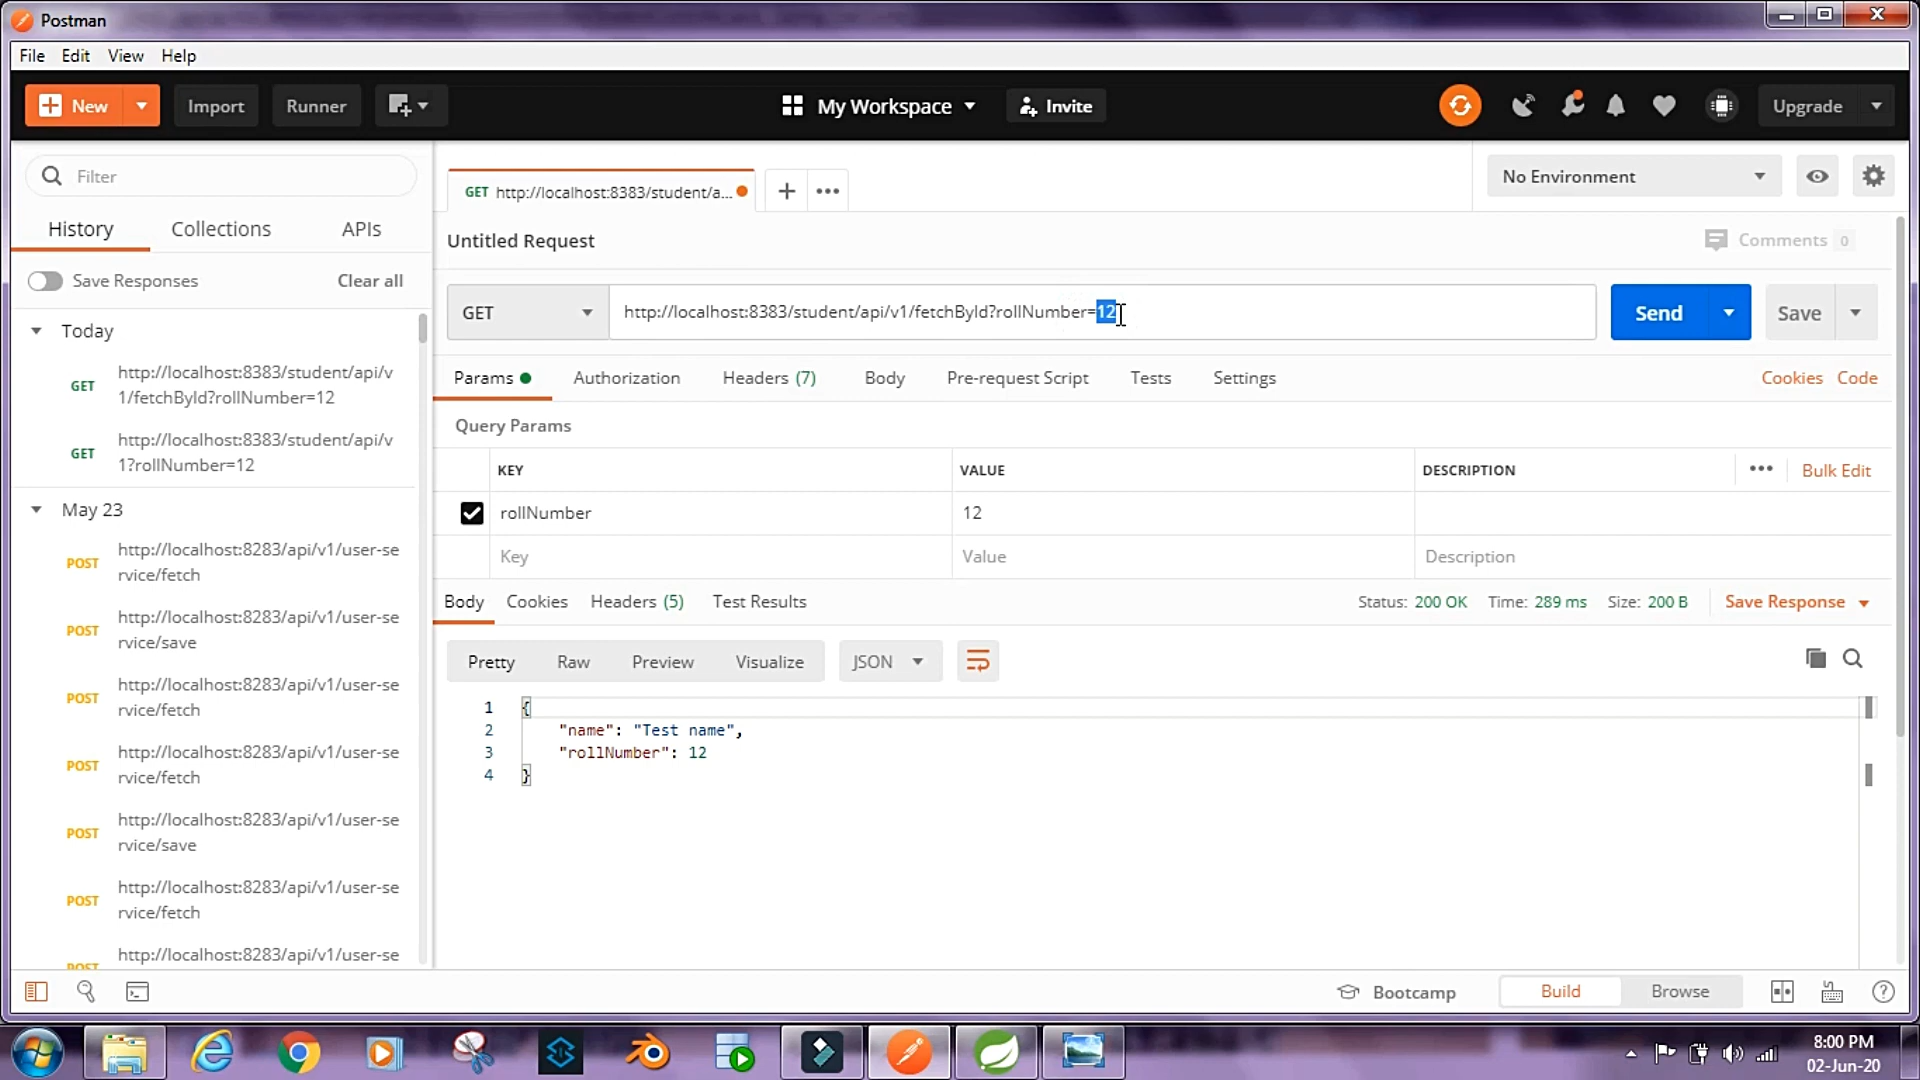 Postman
File Edit View Help
New Import Runner My Workspace Invite Upgrade
Filter
History Collections APIs
Save Responses Clear all
Today
GET http://localhost:8383/student/api/v
1/fetchById?rollNumber=12
GET http://localhost:8383/student/api/v
1?rollNumber=12
May 23
POST http://localhost:8283/api/v1/user-se
rvice/fetch
POST http://localhost:8283/api/v1/user-se
rvice/save
POST http://localhost:8283/api/v1/user-se
rvice/fetch
POST http://localhost:8283/api/v1/user-se
rvice/fetch
POST http://localhost:8283/api/v1/user-se
rvice/save
POST http://localhost:8283/api/v1/user-se
rvice/fetch
POST http://localhost:8283/api/v1/user-se
GET http://localhost:8383/student/a...
No Environment
Untitled Request
Comments 0
GET http://localhost:8383/student/api/v1/fetchById?rollNumber=12 Send Save
Params Authorization Headers (7) Body Pre-request Script Tests Settings Cookies Code
Query Params
KEY VALUE DESCRIPTION Bulk Edit
rollNumber 12
Key Value Description
Body Cookies Headers (5) Test Results Status: 200 OK Time: 289 ms Size: 200 B Save Response
Pretty Raw Preview Visualize JSON
1 {
2 "name": "Test name",
3 "rollNumber": 12
4 }
Bootcamp Build Browse
8:00 PM
02-Jun-20